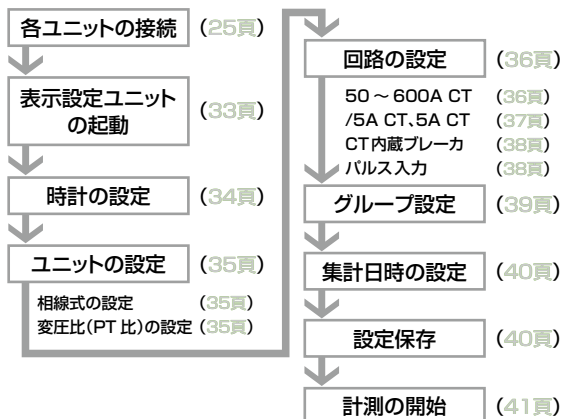 各ユニットの接続 (25頁)
表示設定ユニット
の起動
(33頁)
時計の設定 (34頁)
ユニットの設定 (35頁)
相線式の設定 (35頁)
変圧比(PT 比)の設定 (35頁)
回路の設定 (36頁)
50 ~ 600A CT (36頁)
/5A CT、5A CT (37頁)
CT内蔵ブレーカ (38頁)
パルス入力 (38頁)
グループ設定 (39頁)
集計日時の設定 (40頁)
設定保存 (40頁)
計測の開始 (41頁)